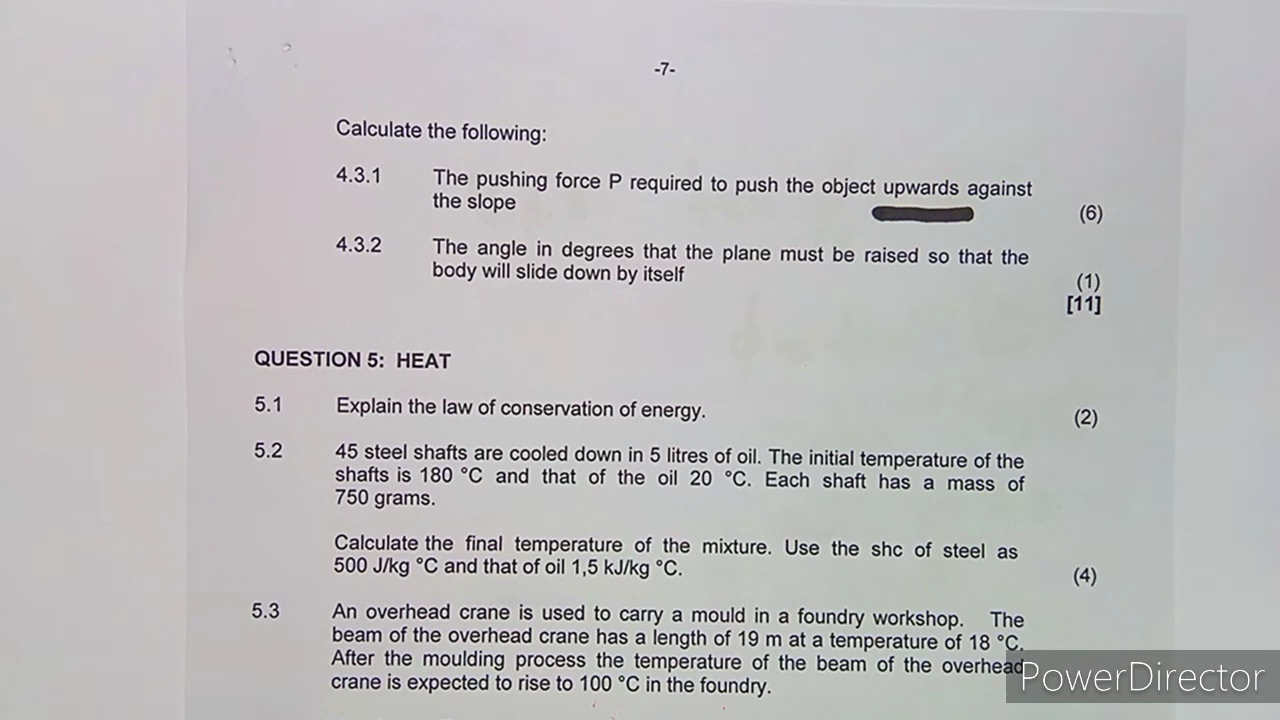 -7-
Calculate the following:
4.3.1 The pushing force P required to push the object upwards against
the slope (6)
4.3.2 The angle in degrees that the plane must be raised so that the
body will slide down by itself (1)
[11]
QUESTION 5: HEAT
5.1 Explain the law of conservation of energy. (2)
5.2 45 steel shafts are cooled down in 5 litres of oil. The initial temperature of the
shafts is 180 °C and that of the oil 20 °C. Each shaft has a mass of
750 grams.
Calculate the final temperature of the mixture. Use the shc of steel as
500 J/kg °C and that of oil 1,5 kJ/kg °C. (4)
5.3 An overhead crane is used to carry a mould in a foundry workshop. The
beam of the overhead crane has a length of 19 m at a temperature of 18 °C.
After the moulding process the temperature of the beam of the overhead
crane is expected to rise to 100 °C in the foundry.
PowerDirector